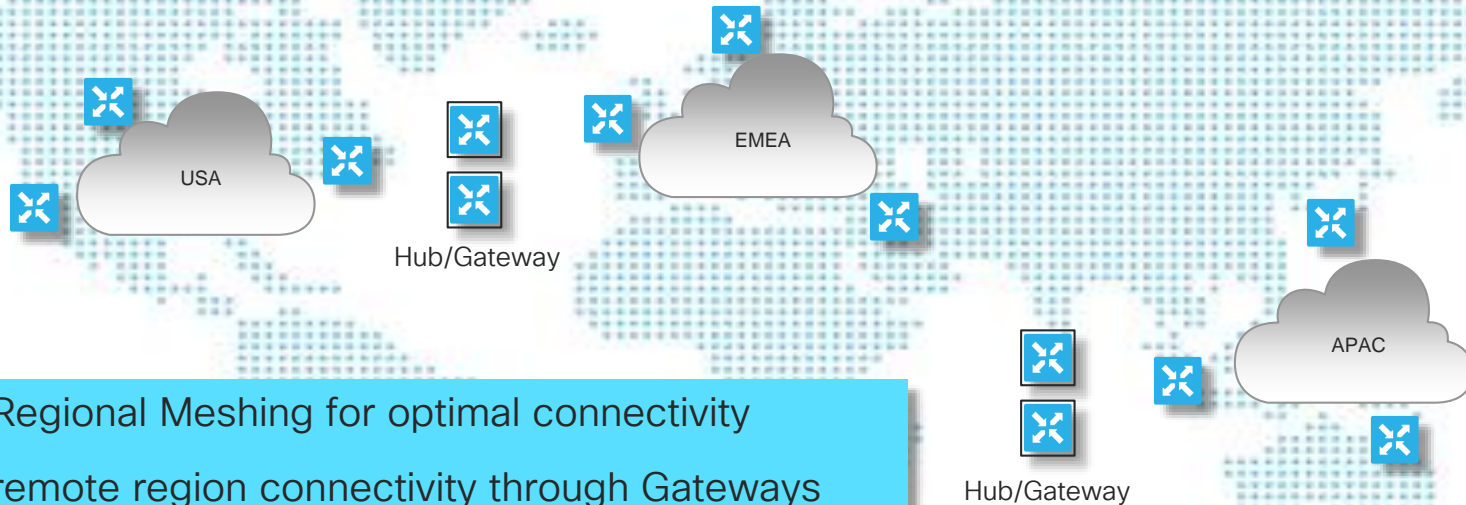 EMEA
USA
Hub/Gateway
APAC
Regional Meshing for optimal connectivity
remote region connectivity through Gateways
Hub/Gateway